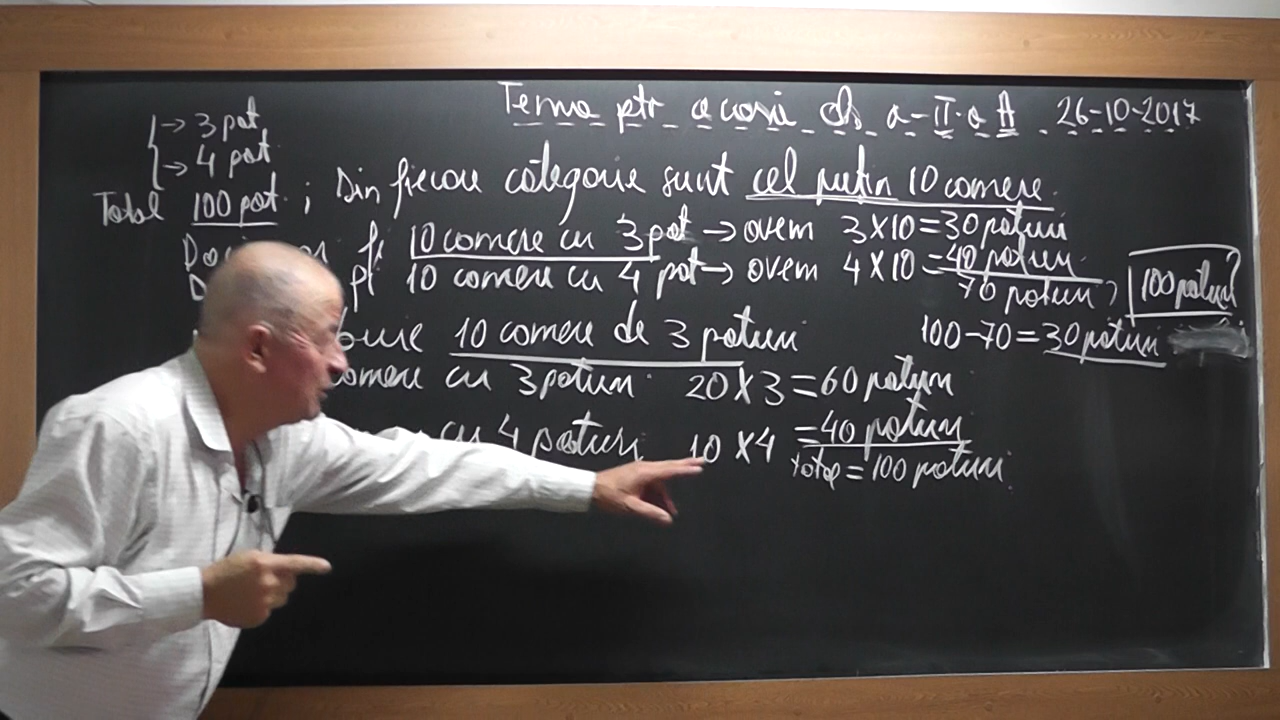 Tema ptr acasă cls a-II-a A 26-10-2017
→ 3 pat
→ 4 pat
Total 100 pat. ; Din fiecare categorie sunt cel puțin 10 camere.
10 camere cu 3 pat → avem 3X10=30 paturi
10 camere cu 4 pat → avem 4X10=40 paturi
70 paturi, 100 paturi?
100-70=30 paturi
10 camere de 3 paturi
camere cu 3 paturi. 20X3=60 paturi
cu 4 paturi. 10X4=40 paturi
total=100 paturi.